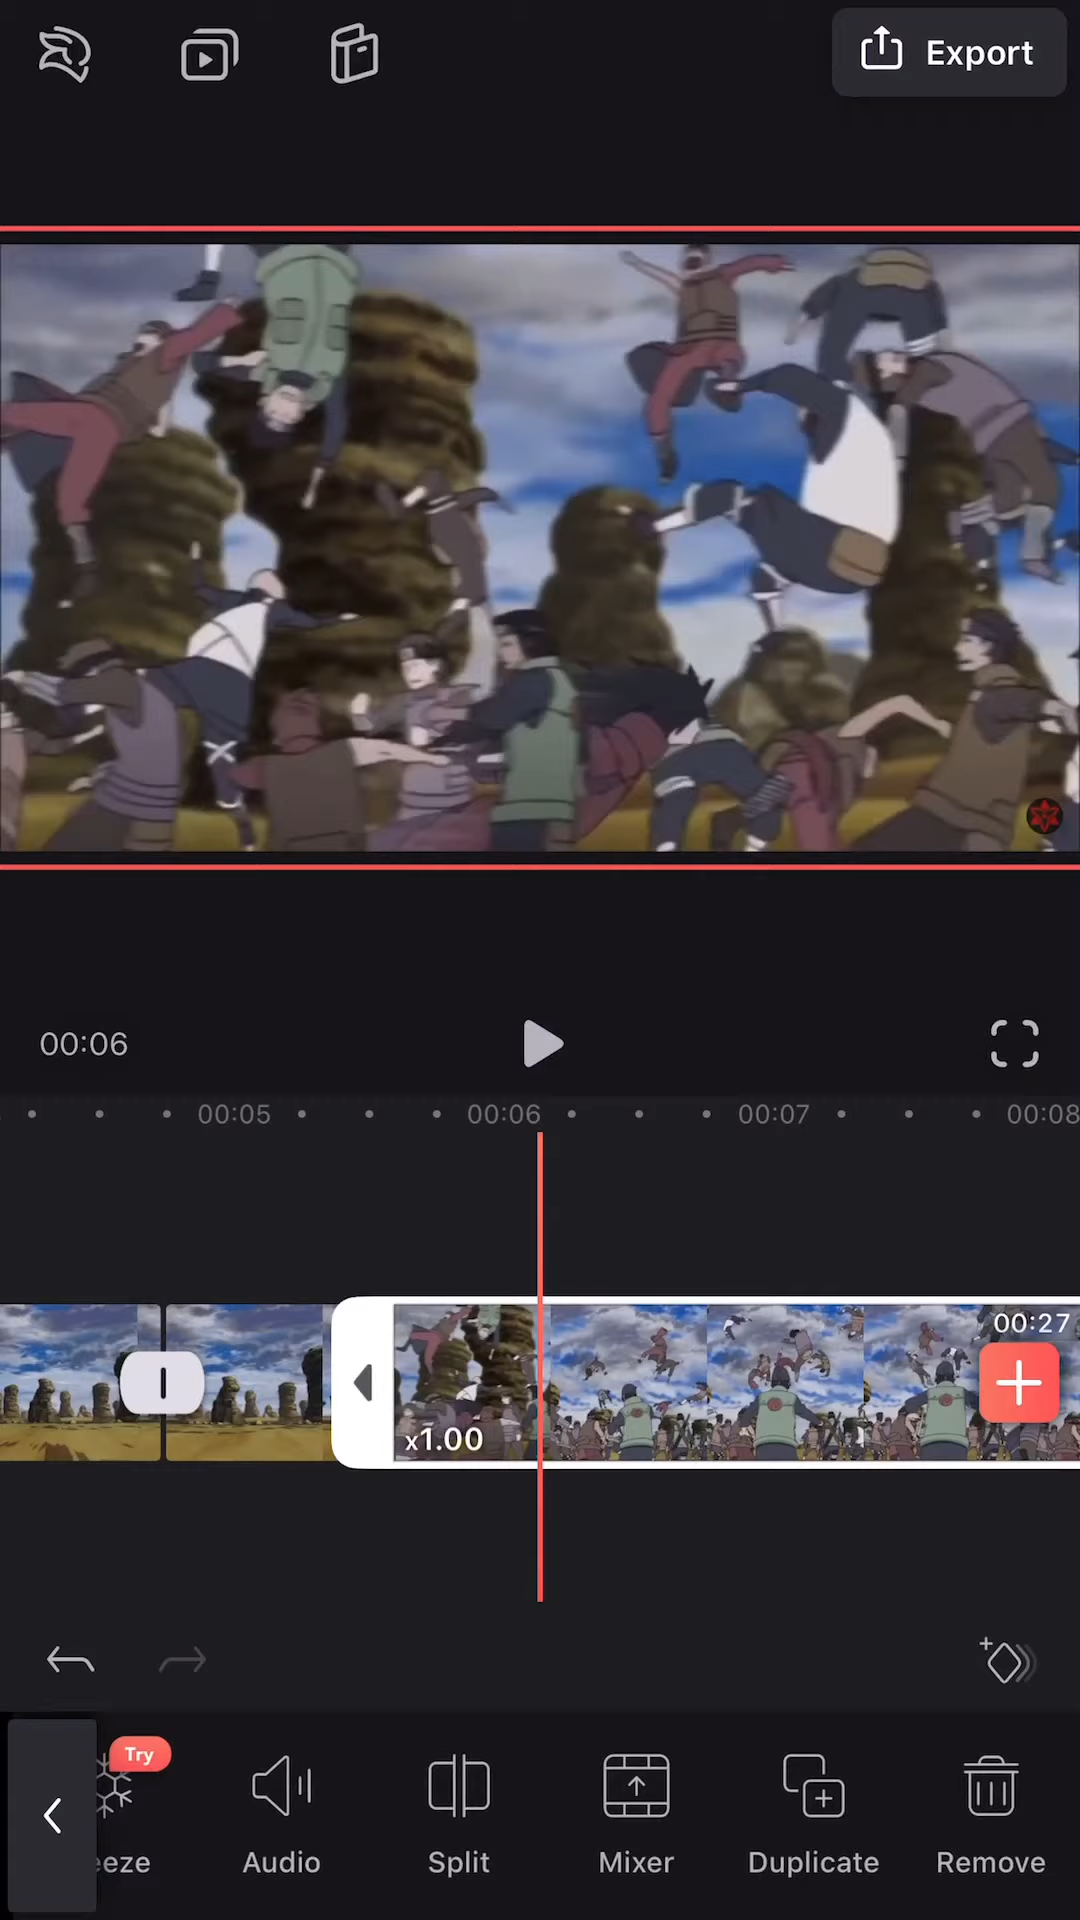 Export
00:06
00:05 00:06 00:07 00:08
00:27
x1.00
Try
eeze Audio Split Mixer Duplicate Remove